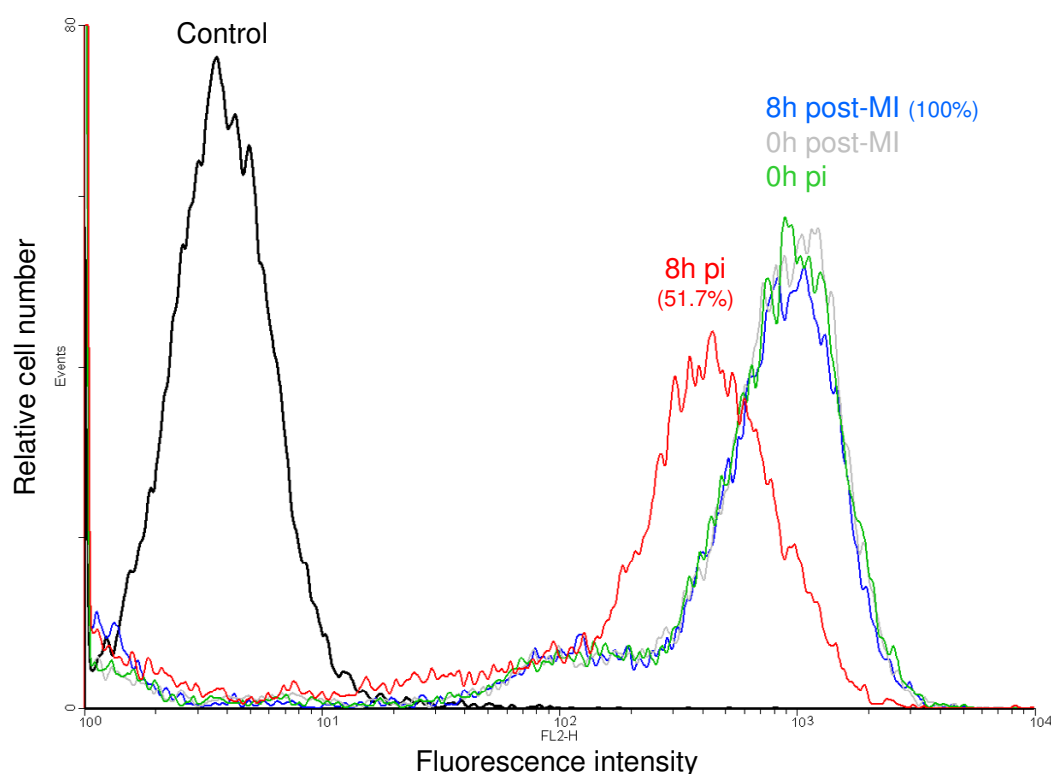 80
Control
8h post-MI (100%)
0h post-MI
0h pi
8h pi
(51.7%)
Relative cell number
Events
0
10⁰
10¹
10²
10³
10⁴
FL2-H
Fluorescence intensity